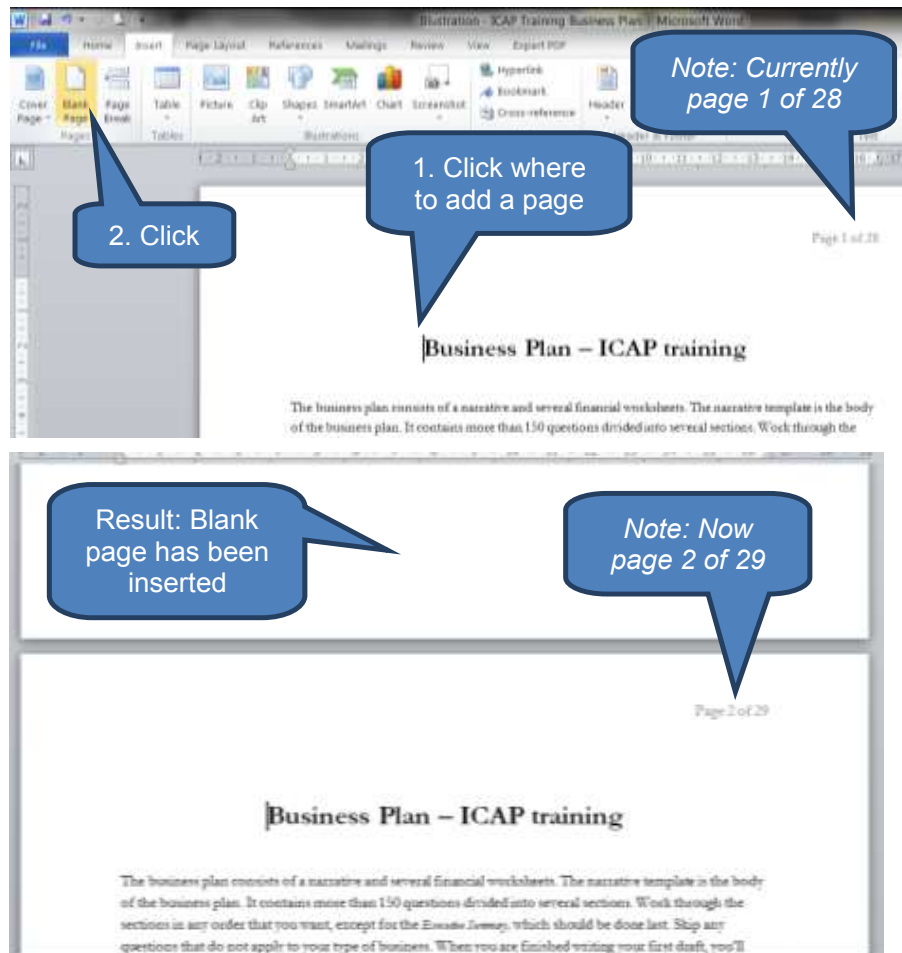 Illustration - ICAP Training Business Plan - Microsoft Word
File Home Insert Page Layout References Mailings Review View Expert PDF
Note: Currently
page 1 of 28
Hyperlink
Bookmark
Cross-reference
Cover Page
Blank Page
Page Break
Table
Picture
Clip Art
Shapes
SmartArt
Chart
Screenshot
Header
Pages
Tables
Illustrations
Header & Footer
Text
1. Click where
to add a page
2. Click
Page 1 of 28
Business Plan – ICAP training
The business plan consists of a narrative and several financial worksheets. The narrative template is the body
of the business plan. It contains more than 150 questions divided into several sections. Work through the
Result: Blank
page has been
inserted
Note: Now
page 2 of 29
Page 2 of 29
Business Plan – ICAP training
The business plan consists of a narrative and several financial worksheets. The narrative template is the body
of the business plan. It contains more than 150 questions divided into several sections. Work through the
sections in any order that you want, except for the Executive Summary, which should be done last. Skip any
questions that do not apply to your type of business. When you are finished writing your first draft, you'll